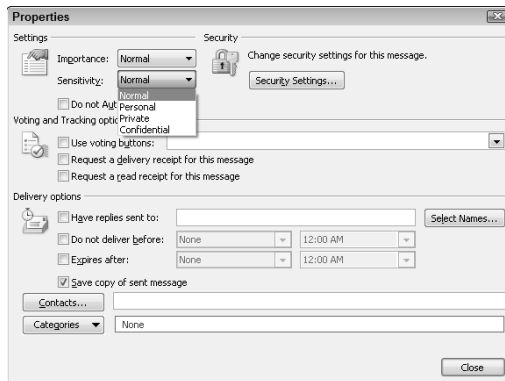 Properties
Settings
Security
Importance: Normal
Change security settings for this message.
Sensitivity: Normal
Security Settings...
Normal
Do not Aut
Personal
Private
Voting and Tracking optio
Confidential
Use voting buttons:
Request a delivery receipt for this message
Request a read receipt for this message
Delivery options
Have replies sent to:
Select Names...
Do not deliver before: None 12:00 AM
Expires after: None 12:00 AM
Save copy of sent message
Contacts...
Categories None
Close